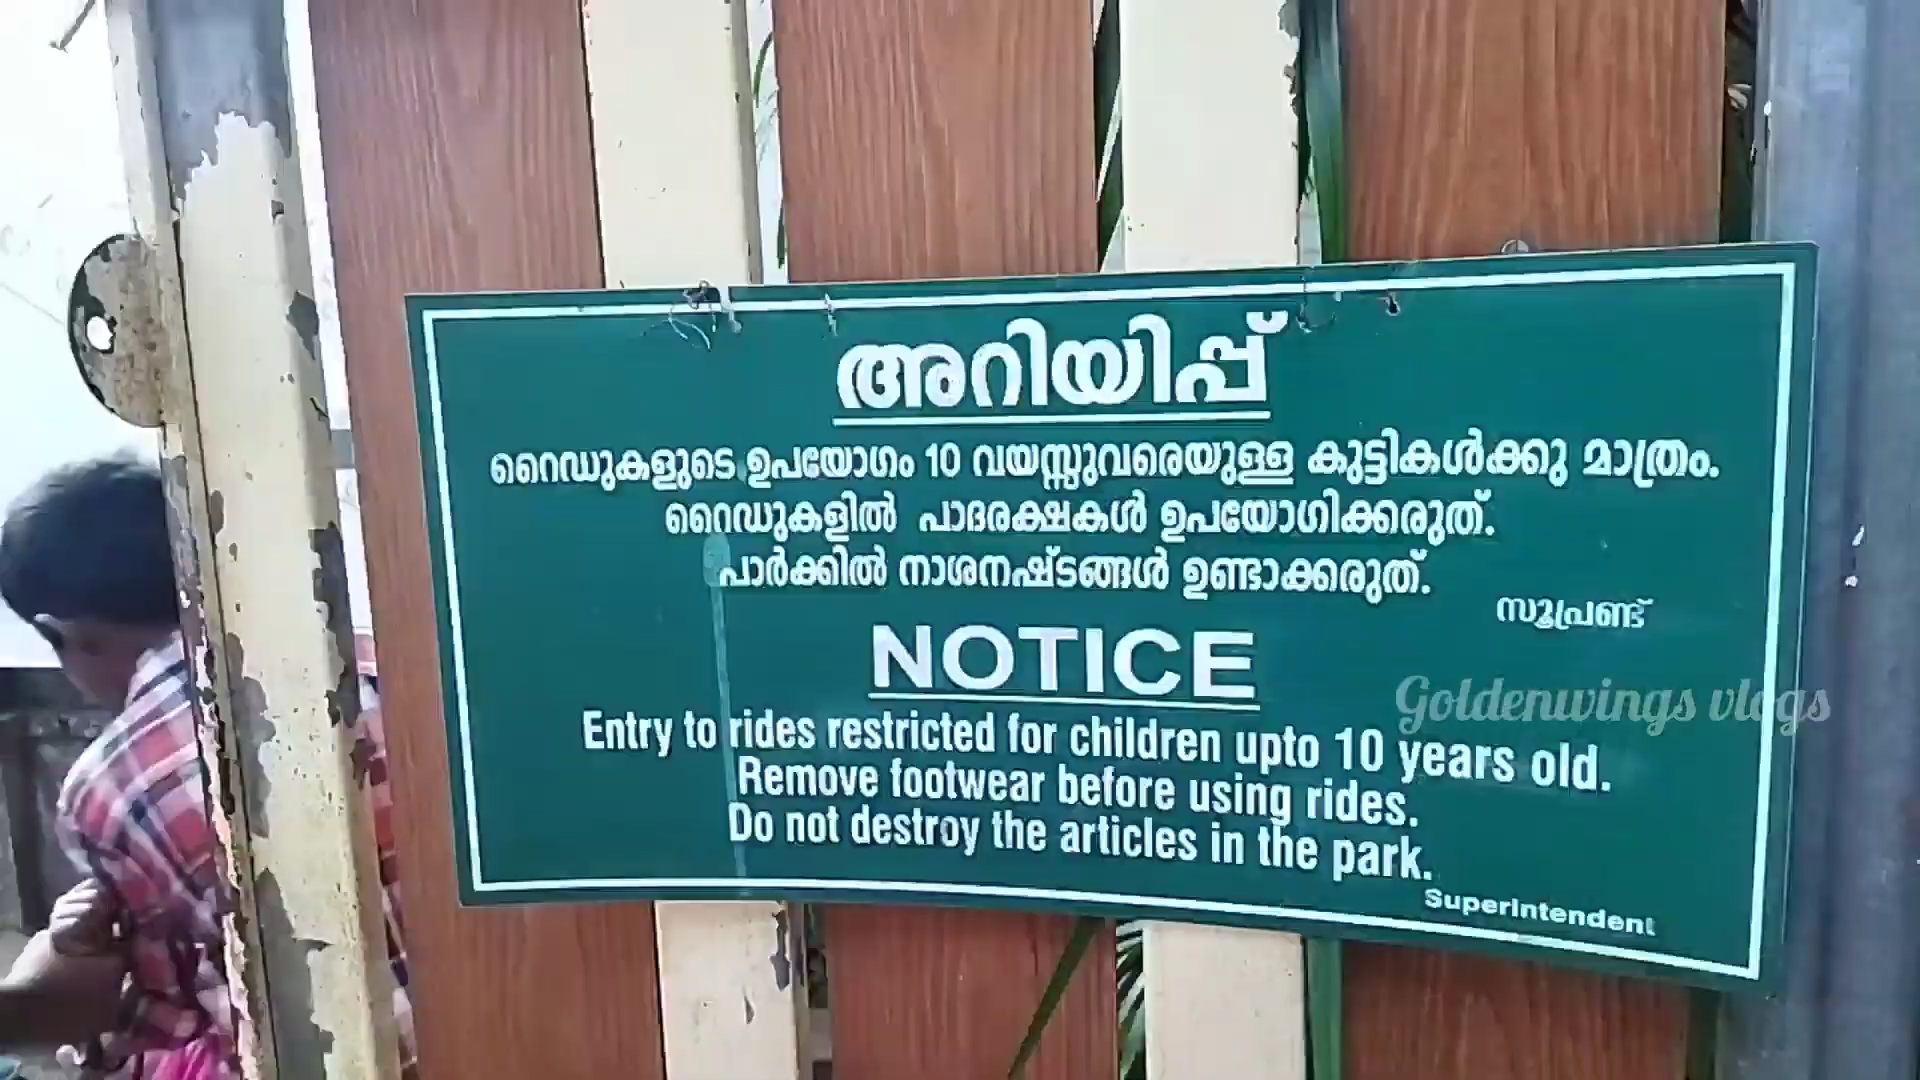 അറിയിപ്പ്
റൈഡുകളുടെ ഉപയോഗം 10 വയസ്സുവരെയുള്ള കുട്ടികൾക്കു മാത്രം.
റൈഡുകളിൽ പാദരക്ഷകൾ ഉപയോഗിക്കരുത്.
പാർക്കിൽ നാശനഷ്ടങ്ങൾ ഉണ്ടാക്കരുത്.
സൂപ്രണ്ട്
NOTICE
Goldenwings vlogs
Entry to rides restricted for children upto 10 years old.
Remove footwear before using rides.
Do not destroy the articles in the park.
Superintendent